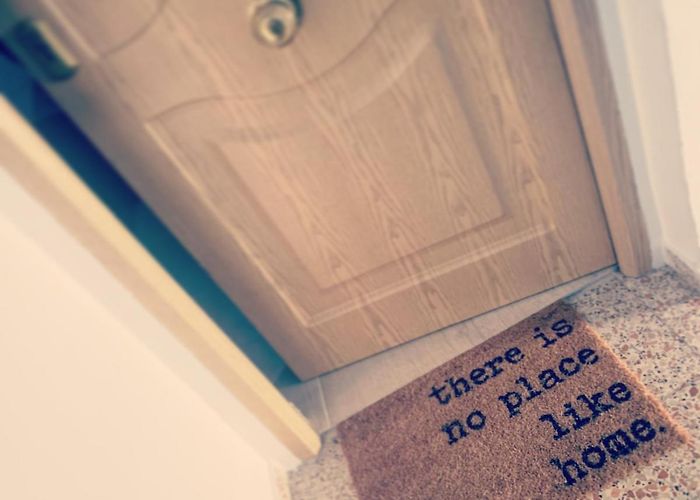 there is
no place
like
home.